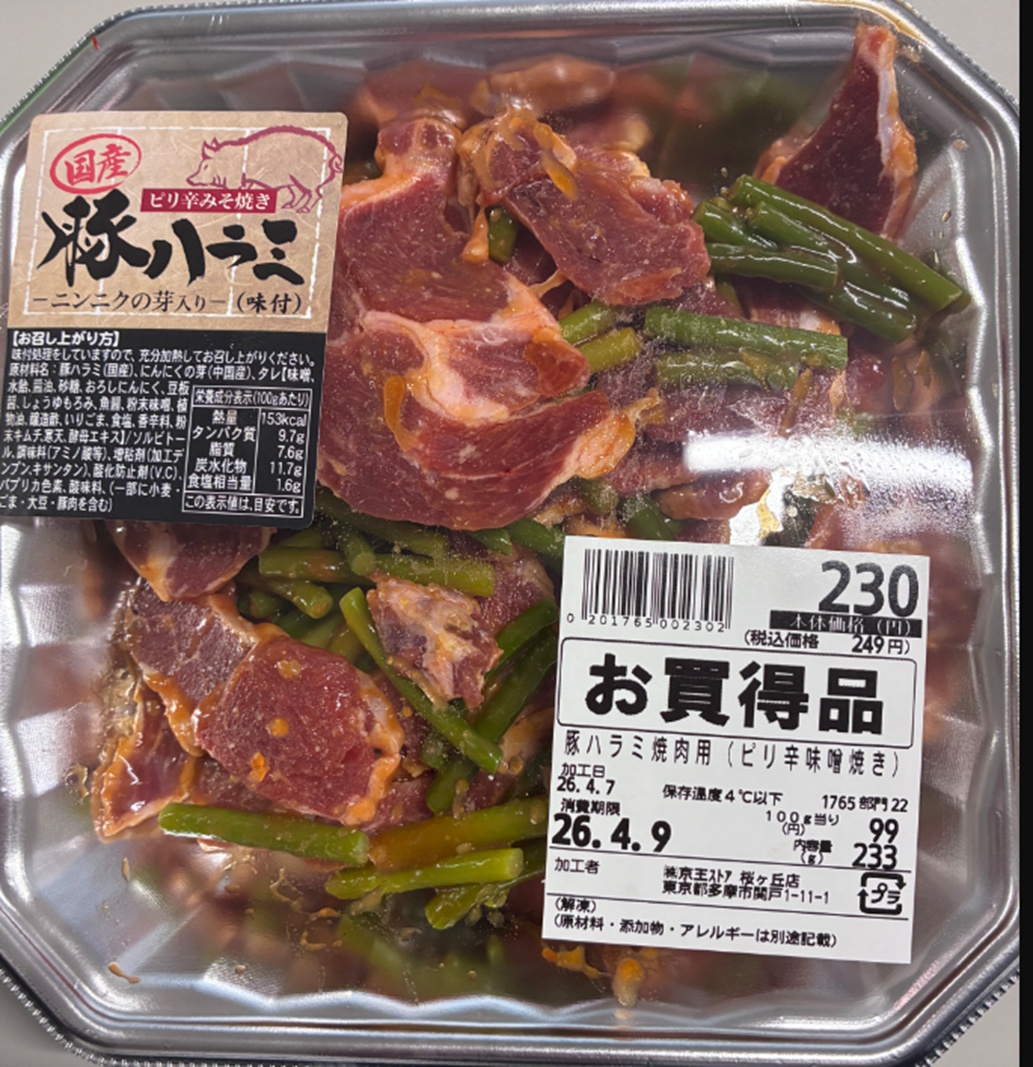 国産
ピリ辛みそ焼き
豚ハラミ
ーニンニクの芽入りー(味付)
【お召し上がり方】
味付処理をしていますので、充分加熱してお召し上がりください。
原材料名:豚ハラミ(国産)、にんにくの芽(中国産)、タレ【味噌、
水飴、醤油、砂糖、おろしにんにく、豆板
醤、しょうゆもろみ、魚醤、粉末味噌、植
物油、醸造酢、いりごま、食塩、香辛料、粉
末キムチ、寒天、酵母エキス】/ソルビトー
ル、調味料(アミノ酸等)、増粘剤(加工デ
ンプン、キサンタン)、酸化防止剤(V.C)、
パプリカ色素、酸味料、(一部に小麦・
ごま・大豆・豚肉を含む)
栄養成分表示(100gあたり)
熱量 153kcal
タンパク質 9.7g
脂質 7.6g
炭水化物 11.7g
食塩相当量 1.6g
この表示値は、目安です。
0 201765 002302
230
本体価格(円)
(税込価格 249円)
お買得品
豚ハラミ焼肉用(ピリ辛味噌焼き)
加工日
26.4.7 保存温度4℃以下 1765部門22
消費期限
26.4.9
100g当り(円) 99
内容量(g) 233
加工者 ㈱京王ストア 桜ヶ丘店
東京都多摩市関戸1-11-1
プラ
(解凍)
(原材料・添加物・アレルギーは別途記載)